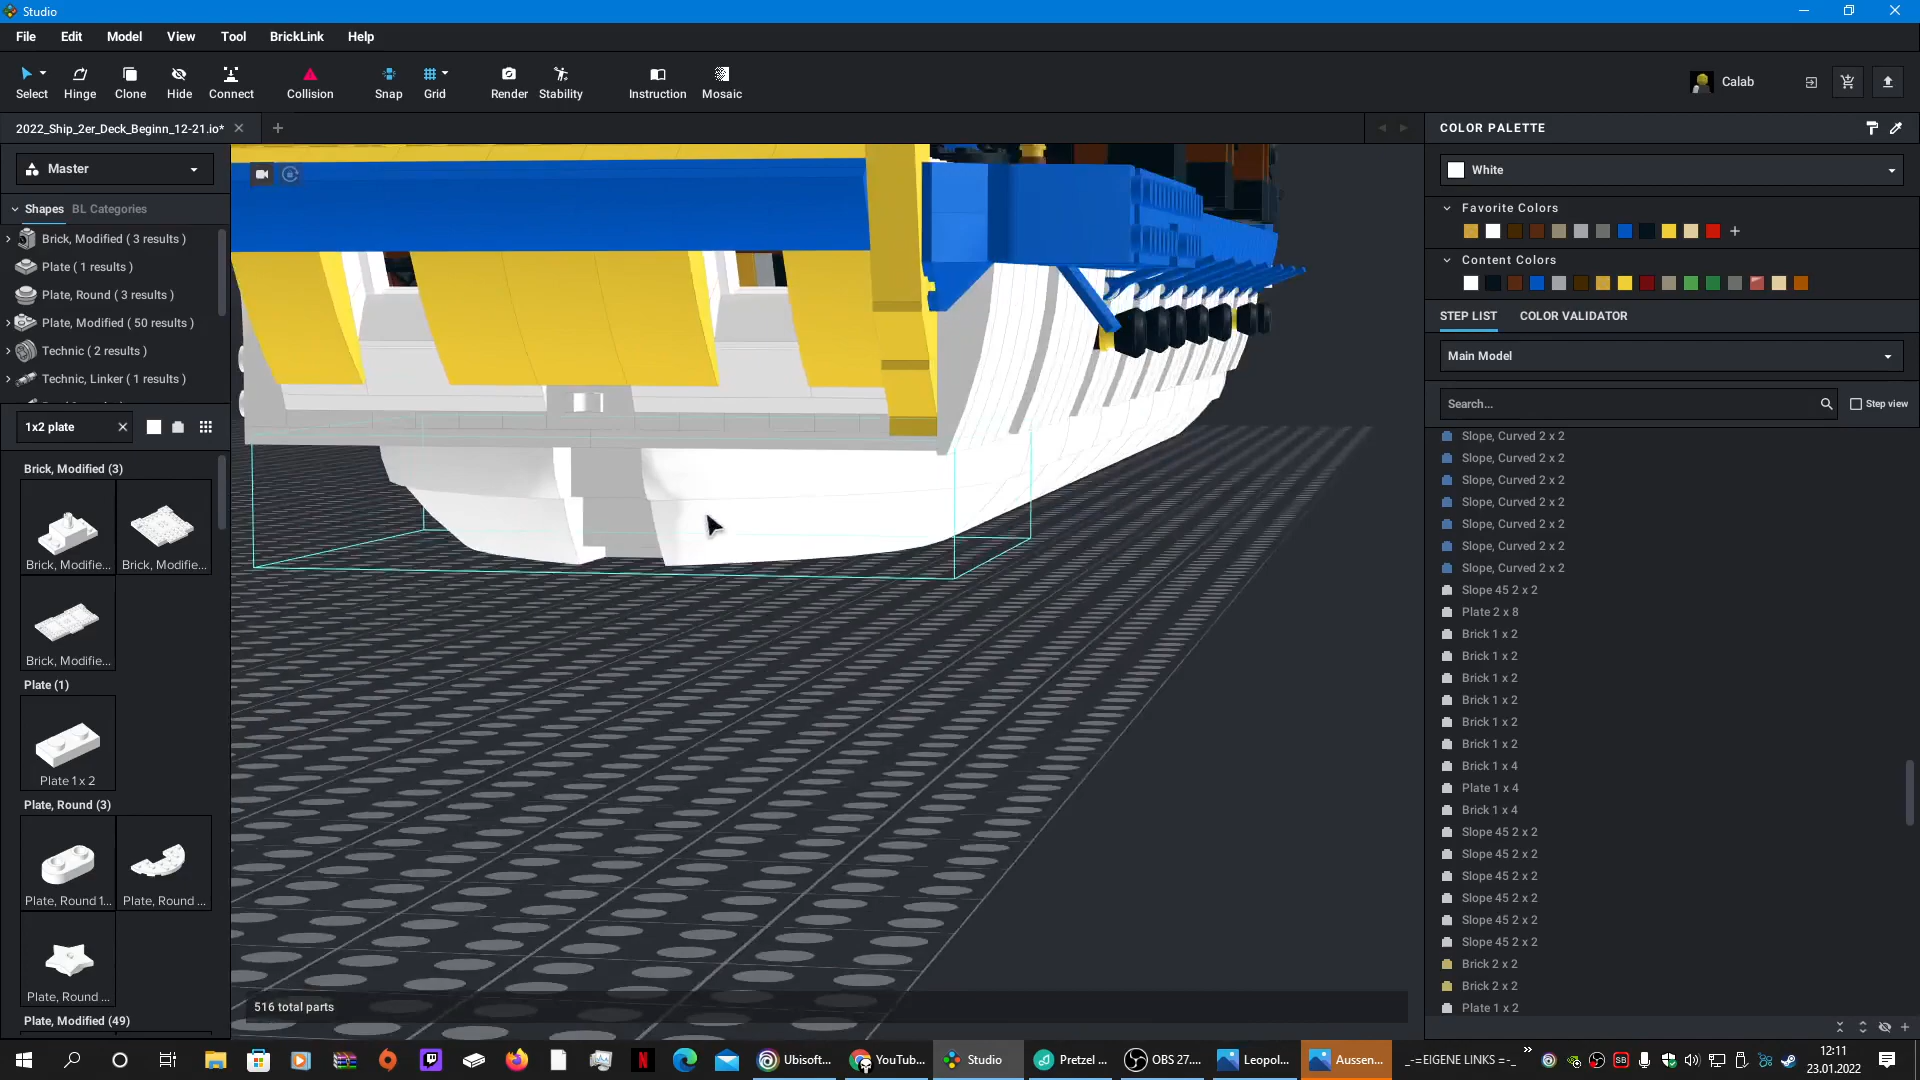 Studio
File Edit Model View Tool BrickLink Help
Select Hinge Clone Hide Connect Collision Snap Grid Render Stability Instruction Mosaic Calab
2022_Ship_2er_Deck_Beginn_12-21.io*
COLOR PALETTE
Master
White
Shapes BL Categories
Favorite Colors
Brick, Modified ( 3 results )
Plate ( 1 results )
Content Colors
Plate, Round ( 3 results )
Plate, Modified ( 50 results )
STEP LIST COLOR VALIDATOR
Technic ( 2 results )
Main Model
Technic, Linker ( 1 results )
Search... Step view
1x2 plate
Slope, Curved 2 x 2
Slope, Curved 2 x 2
Brick, Modified (3)
Slope, Curved 2 x 2
Slope, Curved 2 x 2
Slope, Curved 2 x 2
Slope, Curved 2 x 2
Brick, Modifie... Brick, Modifie...
Slope, Curved 2 x 2
Slope 45 2 x 2
Plate 2 x 8
Brick 1 x 2
Brick 1 x 2
Brick, Modifie...
Brick 1 x 2
Plate (1)
Brick 1 x 2
Brick 1 x 2
Brick 1 x 2
Brick 1 x 4
Plate 1 x 2
Plate 1 x 4
Plate, Round (3)
Brick 1 x 4
Slope 45 2 x 2
Slope 45 2 x 2
Slope 45 2 x 2
Plate, Round 1... Plate, Round ...
Slope 45 2 x 2
Slope 45 2 x 2
Slope 45 2 x 2
Brick 2 x 2
Brick 2 x 2
Plate, Round ...
Plate 1 x 2
516 total parts
Plate, Modified (49)
Ubisoft... YouTub... Studio Pretzel ... OBS 27.... Leopol... Aussen... _-=EIGENE LINKS =-_ »
SB
12:11
23.01.2022